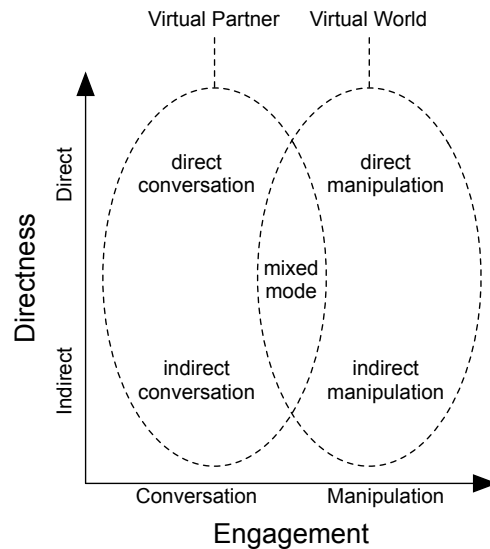 Virtual Partner
Virtual World
Directness
Direct
Indirect
direct
conversation
direct
manipulation
mixed
mode
indirect
conversation
indirect
manipulation
Conversation
Manipulation
Engagement